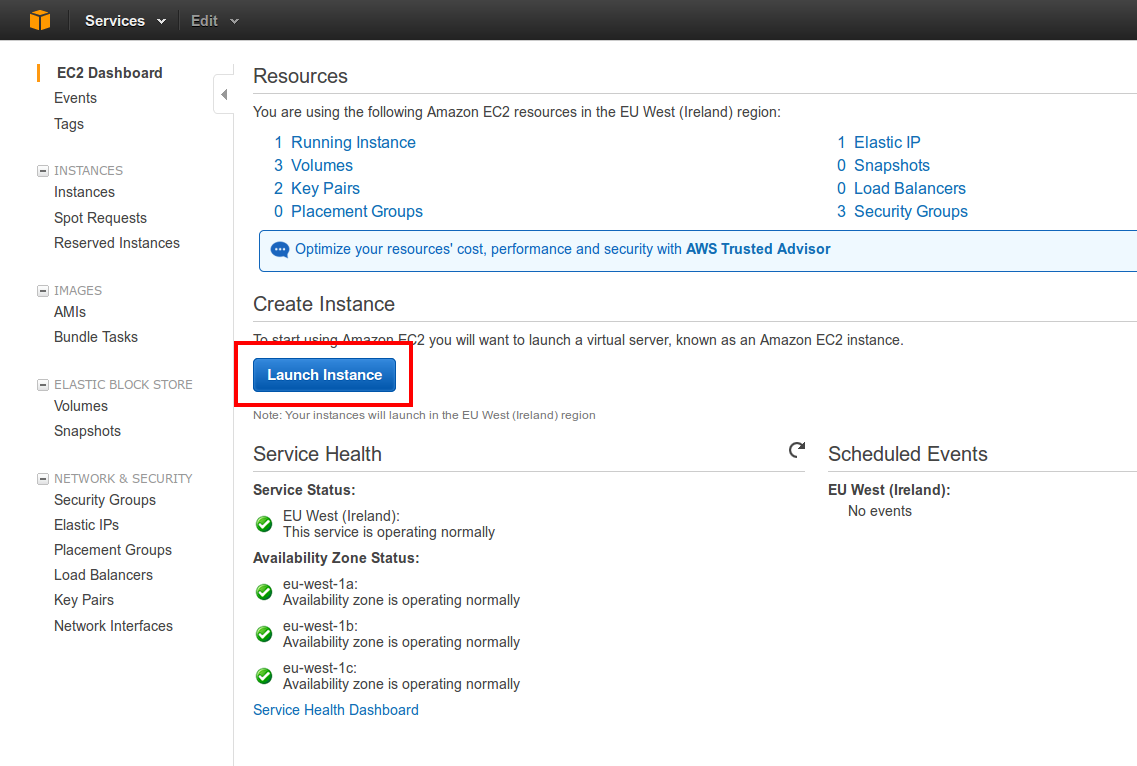 Services Edit
EC2 Dashboard
Events
Tags
INSTANCES
Instances
Spot Requests
Reserved Instances
IMAGES
AMIs
Bundle Tasks
ELASTIC BLOCK STORE
Volumes
Snapshots
NETWORK & SECURITY
Security Groups
Elastic IPs
Placement Groups
Load Balancers
Key Pairs
Network Interfaces
Resources
You are using the following Amazon EC2 resources in the EU West (Ireland) region:
1 Running Instance
3 Volumes
2 Key Pairs
0 Placement Groups
1 Elastic IP
0 Snapshots
0 Load Balancers
3 Security Groups
Optimize your resources' cost, performance and security with AWS Trusted Advisor
Create Instance
To start using Amazon EC2 you will want to launch a virtual server, known as an Amazon EC2 instance.
Launch Instance
Note: Your instances will launch in the EU West (Ireland) region
Service Health
Service Status:
EU West (Ireland):
This service is operating normally
Availability Zone Status:
eu-west-1a:
Availability zone is operating normally
eu-west-1b:
Availability zone is operating normally
eu-west-1c:
Availability zone is operating normally
Service Health Dashboard
Scheduled Events
EU West (Ireland):
No events